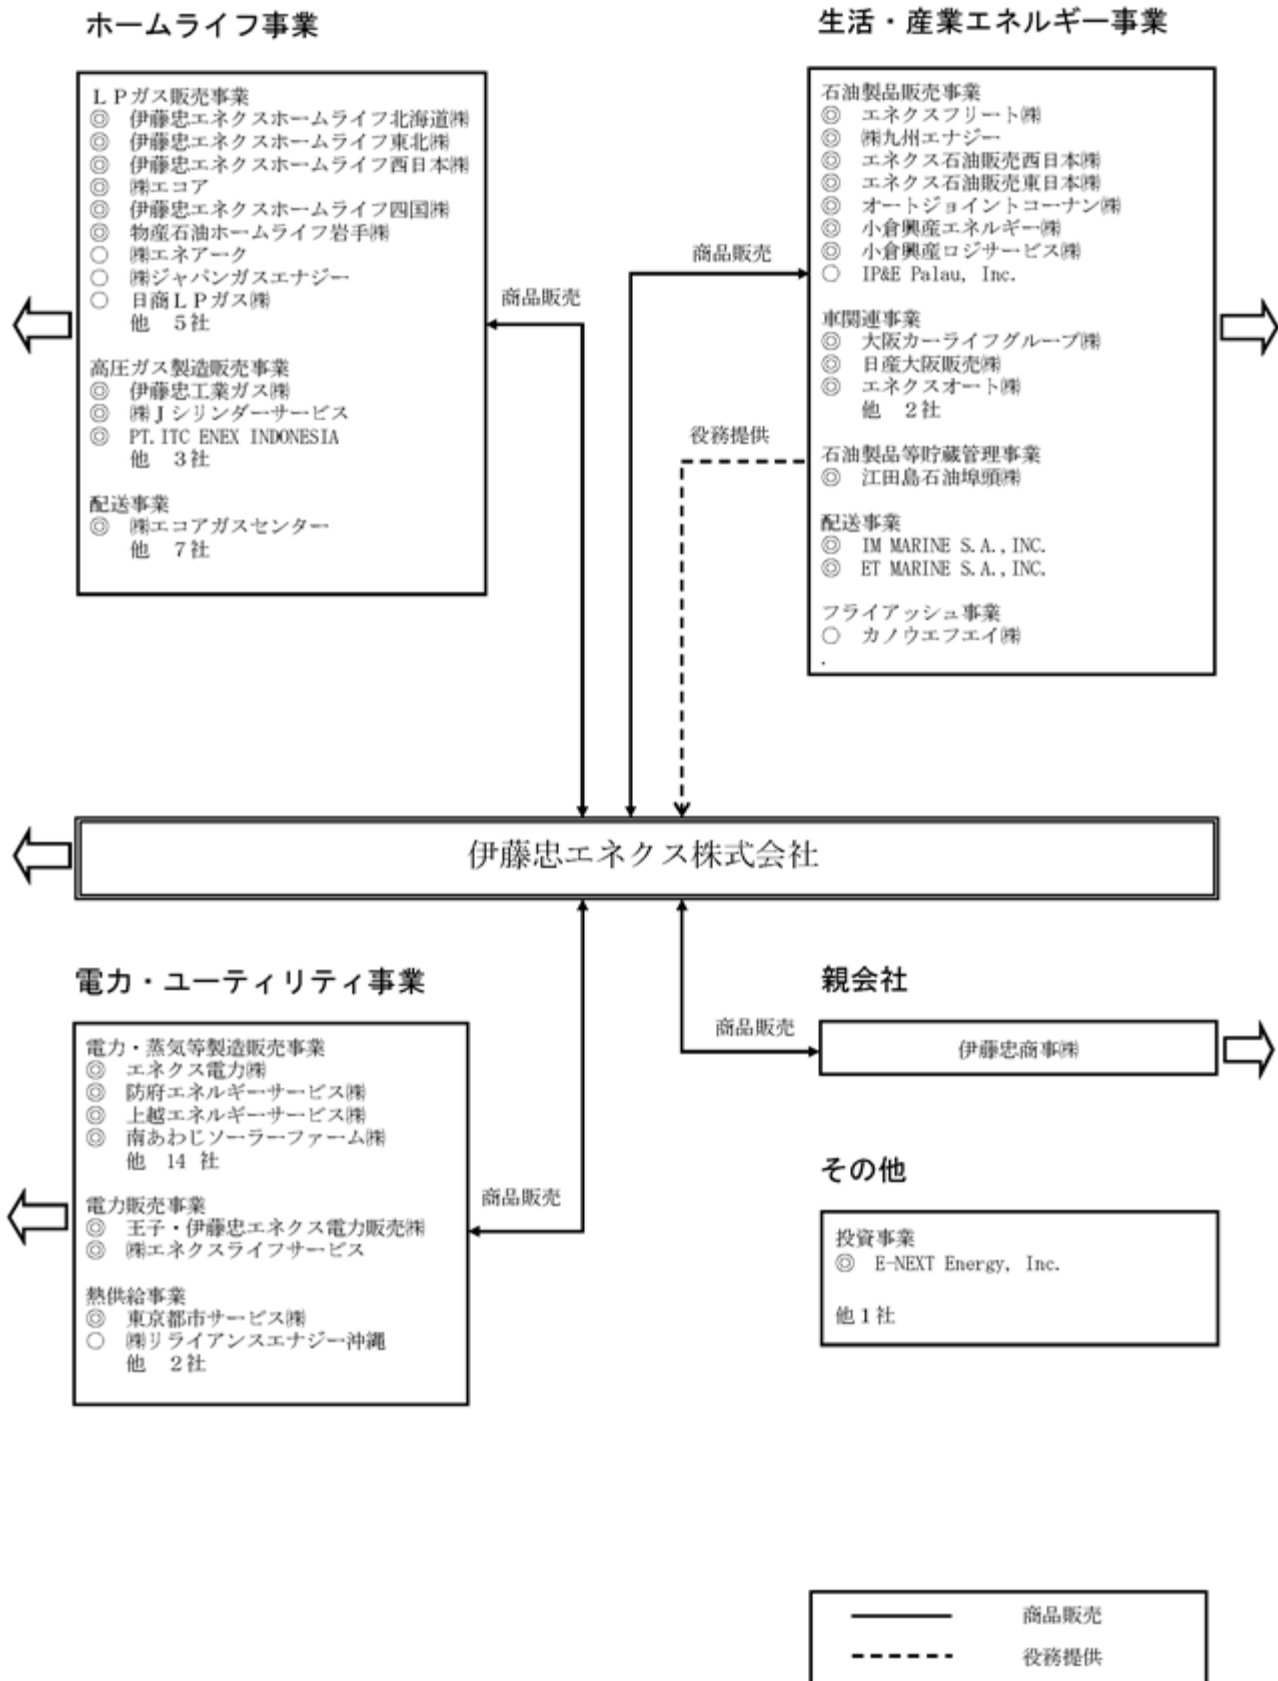 ホームライフ事業
LPガス販売事業
◎ 伊藤忠エネクスホームライフ北海道㈱
◎ 伊藤忠エネクスホームライフ東北㈱
◎ 伊藤忠エネクスホームライフ西日本㈱
◎ ㈱エコア
◎ 伊藤忠エネクスホームライフ四国㈱
◎ 物産石油ホームライフ岩手㈱
○ ㈱エネアーク
○ ㈱ジャパンガスエナジー
○ 日商LPガス㈱
他 5社
高圧ガス製造販売事業
◎ 伊藤忠工業ガス㈱
◎ ㈱Jシリンダーサービス
◎ PT. ITC ENEX INDONESIA
他 3社
配送事業
◎ ㈱エコアガスセンター
他 7社
生活・産業エネルギー事業
石油製品販売事業
◎ エネクスフリート㈱
◎ ㈱九州エナジー
◎ エネクス石油販売西日本㈱
◎ エネクス石油販売東日本㈱
◎ オートジョイントコーナン㈱
◎ 小倉興産エネルギー㈱
◎ 小倉興産ロジサービス㈱
○ IP&E Palau, Inc.
車関連事業
◎ 大阪カーライフグループ㈱
◎ 日産大阪販売㈱
◎ エネクスオート㈱
他 2社
石油製品等貯蔵管理事業
◎ 江田島石油埠頭㈱
配送事業
◎ IM MARINE S.A., INC.
◎ ET MARINE S.A., INC.
フライアッシュ事業
○ カノウエフエイ㈱
.
商品販売
商品販売
役務提供
伊藤忠エネクス株式会社
電力・ユーティリティ事業
電力・蒸気等製造販売事業
◎ エネクス電力㈱
◎ 防府エネルギーサービス㈱
◎ 上越エネルギーサービス㈱
◎ 南あわじソーラーファーム㈱
他 14 社
電力販売事業
◎ 王子・伊藤忠エネクス電力販売㈱
◎ ㈱エネクスライフサービス
熱供給事業
◎ 東京都市サービス㈱
○ ㈱リライアンスエナジー沖縄
他 2社
商品販売
商品販売
親会社
伊藤忠商事㈱
その他
投資事業
◎ E-NEXT Energy, Inc.
他1社
商品販売
役務提供